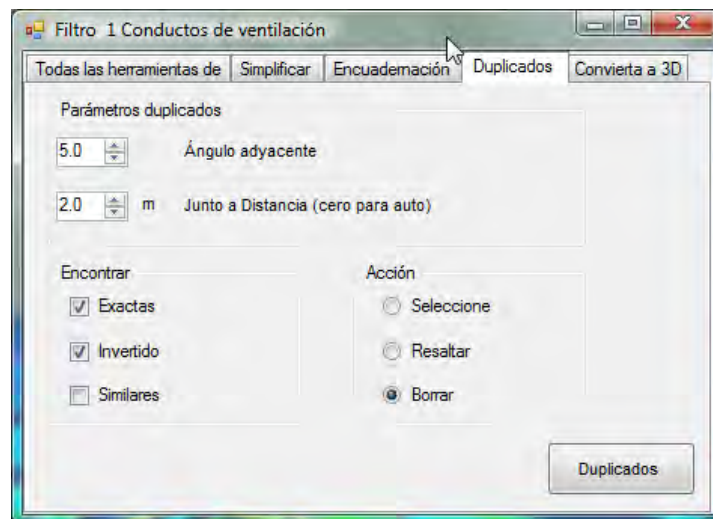 Filtro 1 Conductos de ventilación
Todas las herramientas de Simplificar Encuadernación Duplicados Convierta a 3D
Parámetros duplicados
5.0 Ángulo adyacente
2.0 m Junto a Distancia (cero para auto)
Encontrar Acción
Exactas Seleccione
Invertido Resaltar
Similares Borrar
Duplicados